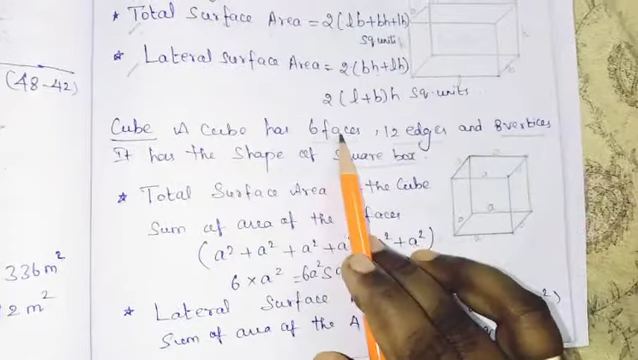 * Total Surface Area = 2(lb+bh+lh)
sq.units
(48-42)
* Lateral Surface Area = 2(bh+lh)
2(l+b)h sq.units
Cube A Cube has 6 faces, 12 edges and 8 vertices
It has the shape of square box.
* Total Surface Area the Cube
Sum of area of the faces
(a²+a²+a²+a² +a²)
336m²
6×a²=6a²
2m²
* Lateral Surface
Sum of area of the
a
a
a